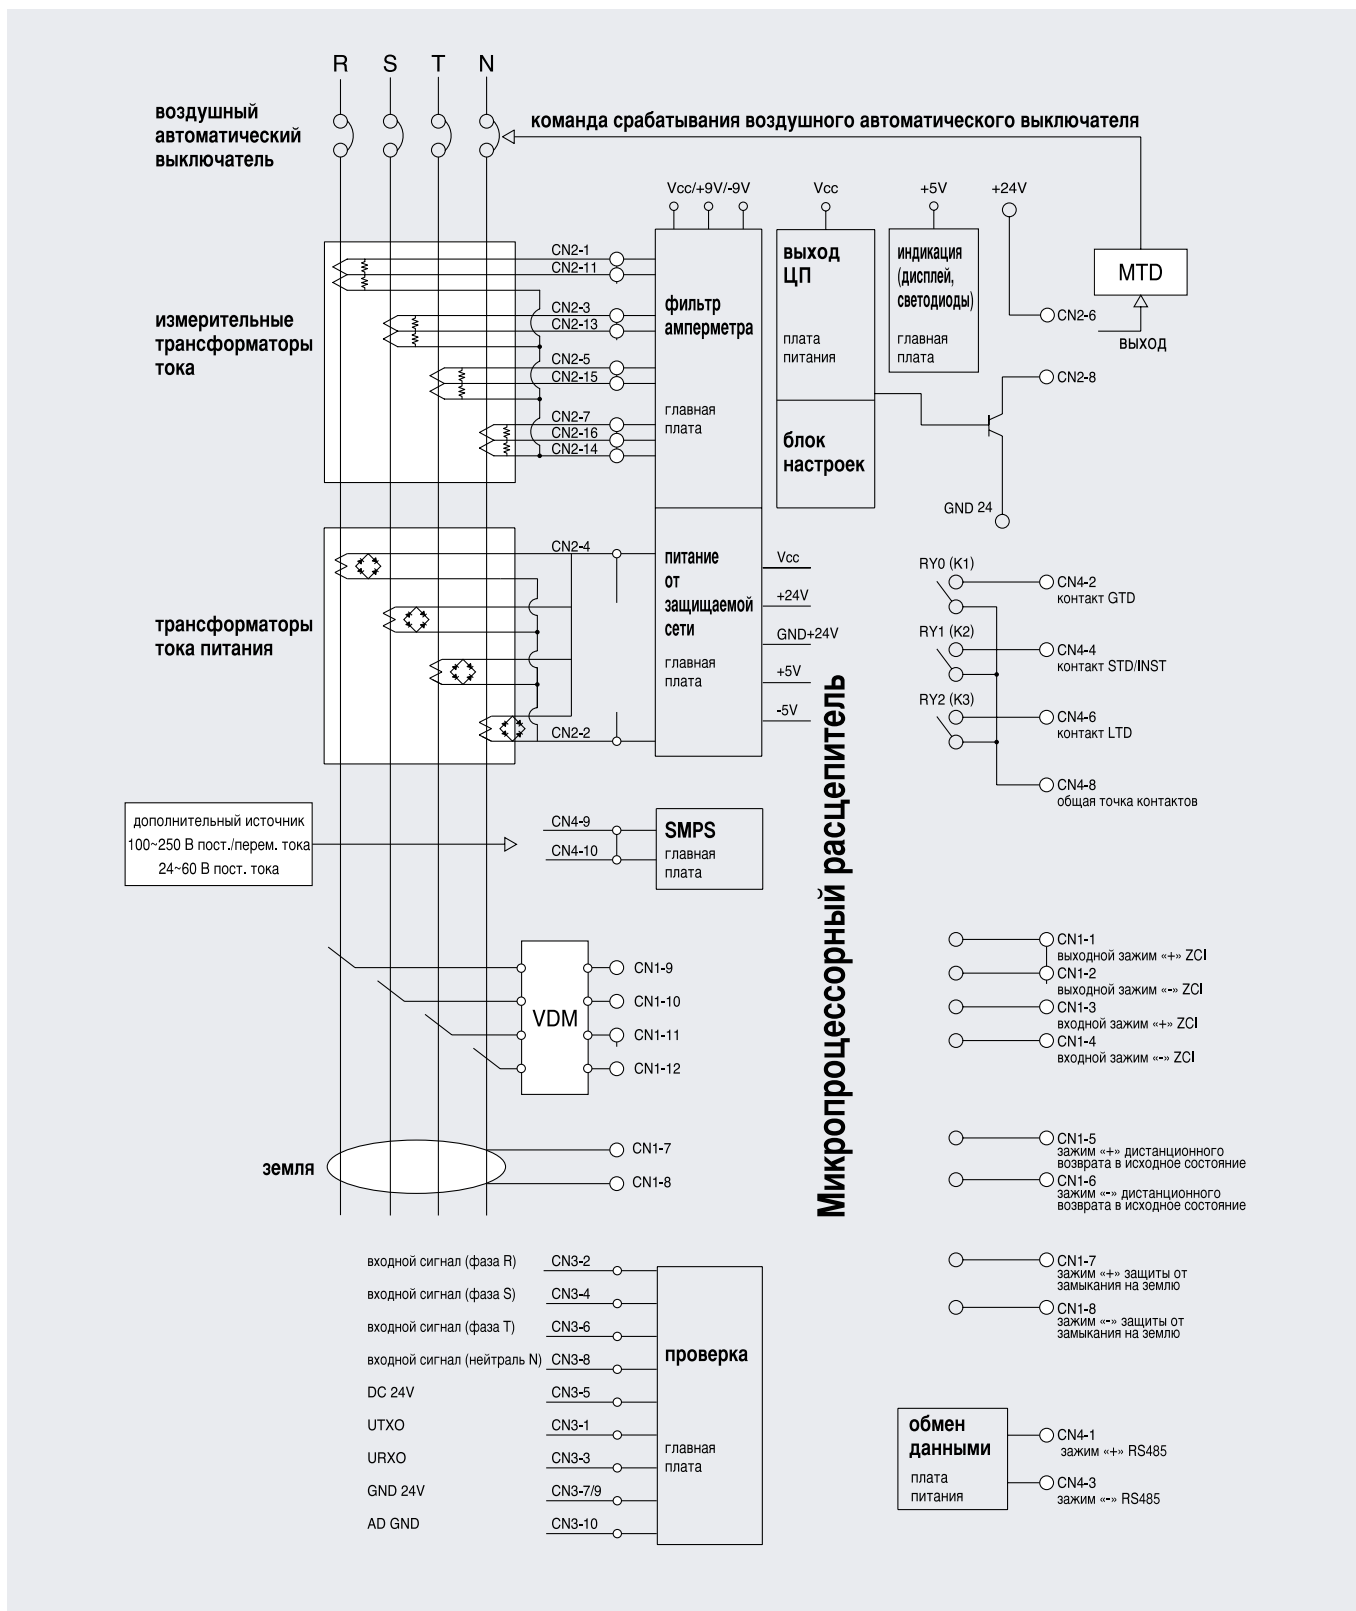 R S T N
воздушный
автоматический
выключатель
команда срабатывания воздушного автоматического выключателя
Vcc/+9V/-9V
Vcc
+5V
+24V
измерительные
трансформаторы
тока
CN2-1
CN2-11
CN2-3
CN2-13
CN2-5
CN2-15
CN2-7
CN2-16
CN2-14
фильтр
амперметра
главная
плата
выход
ЦП
плата
питания
блок
настроек
индикация
(дисплей,
светодиоды)
главная
плата
MTD
CN2-6
выход
CN2-8
GND 24
трансформаторы
тока питания
CN2-4
CN2-2
питание
от
защищаемой
сети
главная
плата
Vcc
+24V
GND+24V
+5V
-5V
Микропроцессорный расцепитель
RY0 (K1)
CN4-2
контакт GTD
RY1 (K2)
CN4-4
контакт STD/INST
RY2 (K3)
CN4-6
контакт LTD
CN4-8
общая точка контактов
дополнительный источник
100~250 В пост./перем. тока
24~60 В пост. тока
CN4-9
CN4-10
SMPS
главная
плата
VDM
CN1-9
CN1-10
CN1-11
CN1-12
CN1-1
выходной зажим «+» ZCI
CN1-2
выходной зажим «-» ZCI
CN1-3
входной зажим «+» ZCI
CN1-4
входной зажим «-» ZCI
земля
CN1-7
CN1-8
CN1-5
зажим «+» дистанционного
возврата в исходное состояние
CN1-6
зажим «-» дистанционного
возврата в исходное состояние
CN1-7
зажим «+» защиты от
замыкания на землю
CN1-8
зажим «-» защиты от
замыкания на землю
входной сигнал (фаза R) CN3-2
входной сигнал (фаза S) CN3-4
входной сигнал (фаза T) CN3-6
входной сигнал (нейтраль N) CN3-8
DC 24V CN3-5
UTXO CN3-1
URXO CN3-3
GND 24V CN3-7/9
AD GND CN3-10
проверка
главная
плата
обмен
данными
плата
питания
CN4-1
зажим «+» RS485
CN4-3
зажим «-» RS485